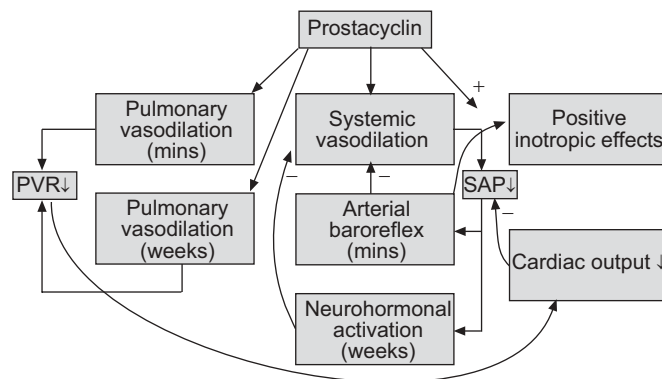 Prostacyclin
+
Pulmonary
vasodilation
(mins)
Systemic
vasodilation
Positive
inotropic effects
PVR↓
Pulmonary
vasodilation
(weeks)
–
–
Arterial
baroreflex
(mins)
SAP↓
–
Cardiac output ↓
Neurohormonal
activation
(weeks)